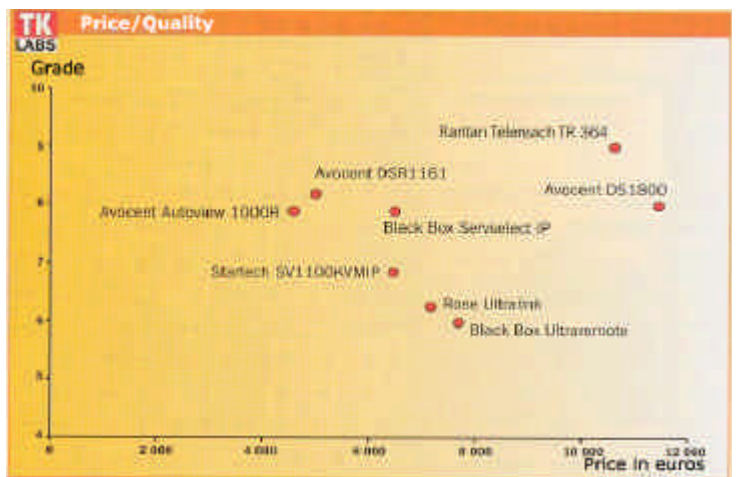 TK
LABS
Price/Quality
Grade
10
9
8
7
6
5
4
Raritan Telereach TR 364
Avocent DSR1161
Avocent DS1800
Avocent Autoview 1000R
Black Box Servselect IP
Startech SV1100KVMIP
Rose Ultralink
Black Box Ultraremote
0
2 000
4 000
6 000
8 000
10 000
12 000
Price in euros